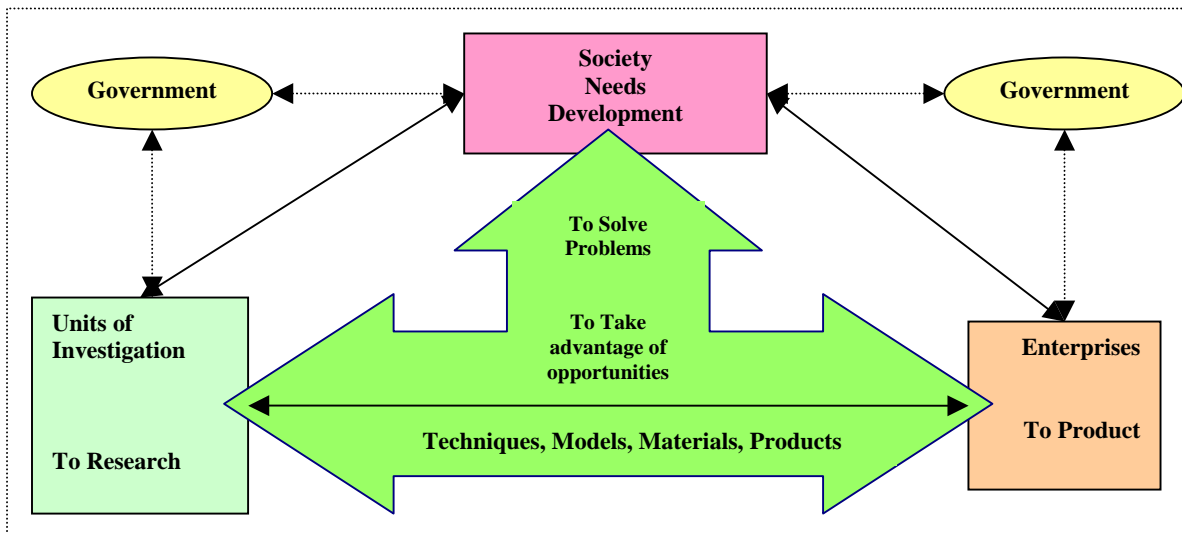 Government
Society
Needs
Development
Government
To Solve
Problems
Units of
Investigation
To Take
advantage of
opportunities
Enterprises
To Research
Techniques, Models, Materials, Products
To Product